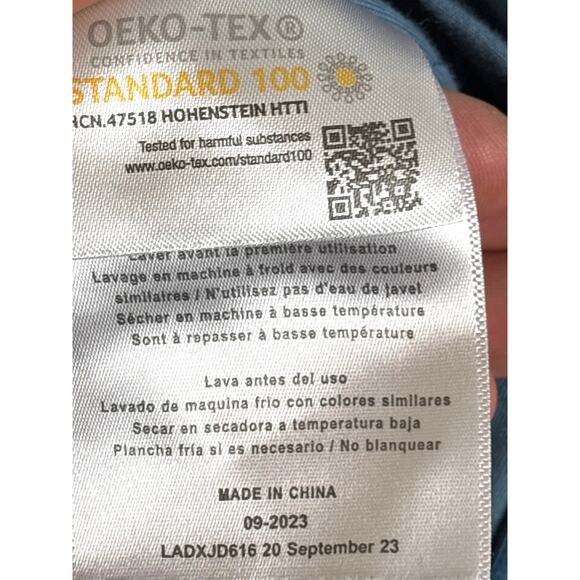 OEKO-TEX®
CONFIDENCE IN TEXTILES
STANDARD 100
HCN.47518 HOHENSTEIN HTTI
Tested for harmful substances
www.oeko-tex.com/standard100
Laver avant la première utilisation
Lavage en machine à froid avec des couleurs
similaires / N'utilisez pas d'eau de javel
Sécher en machine à basse température
Sont à repasser à basse température
Lava antes del uso
Lavado de maquina frio con colores similares
Secar en secadora a temperatura baja
Plancha fría si es necesario / No blanquear
MADE IN CHINA
09-2023
LADXJD616 20 September 23